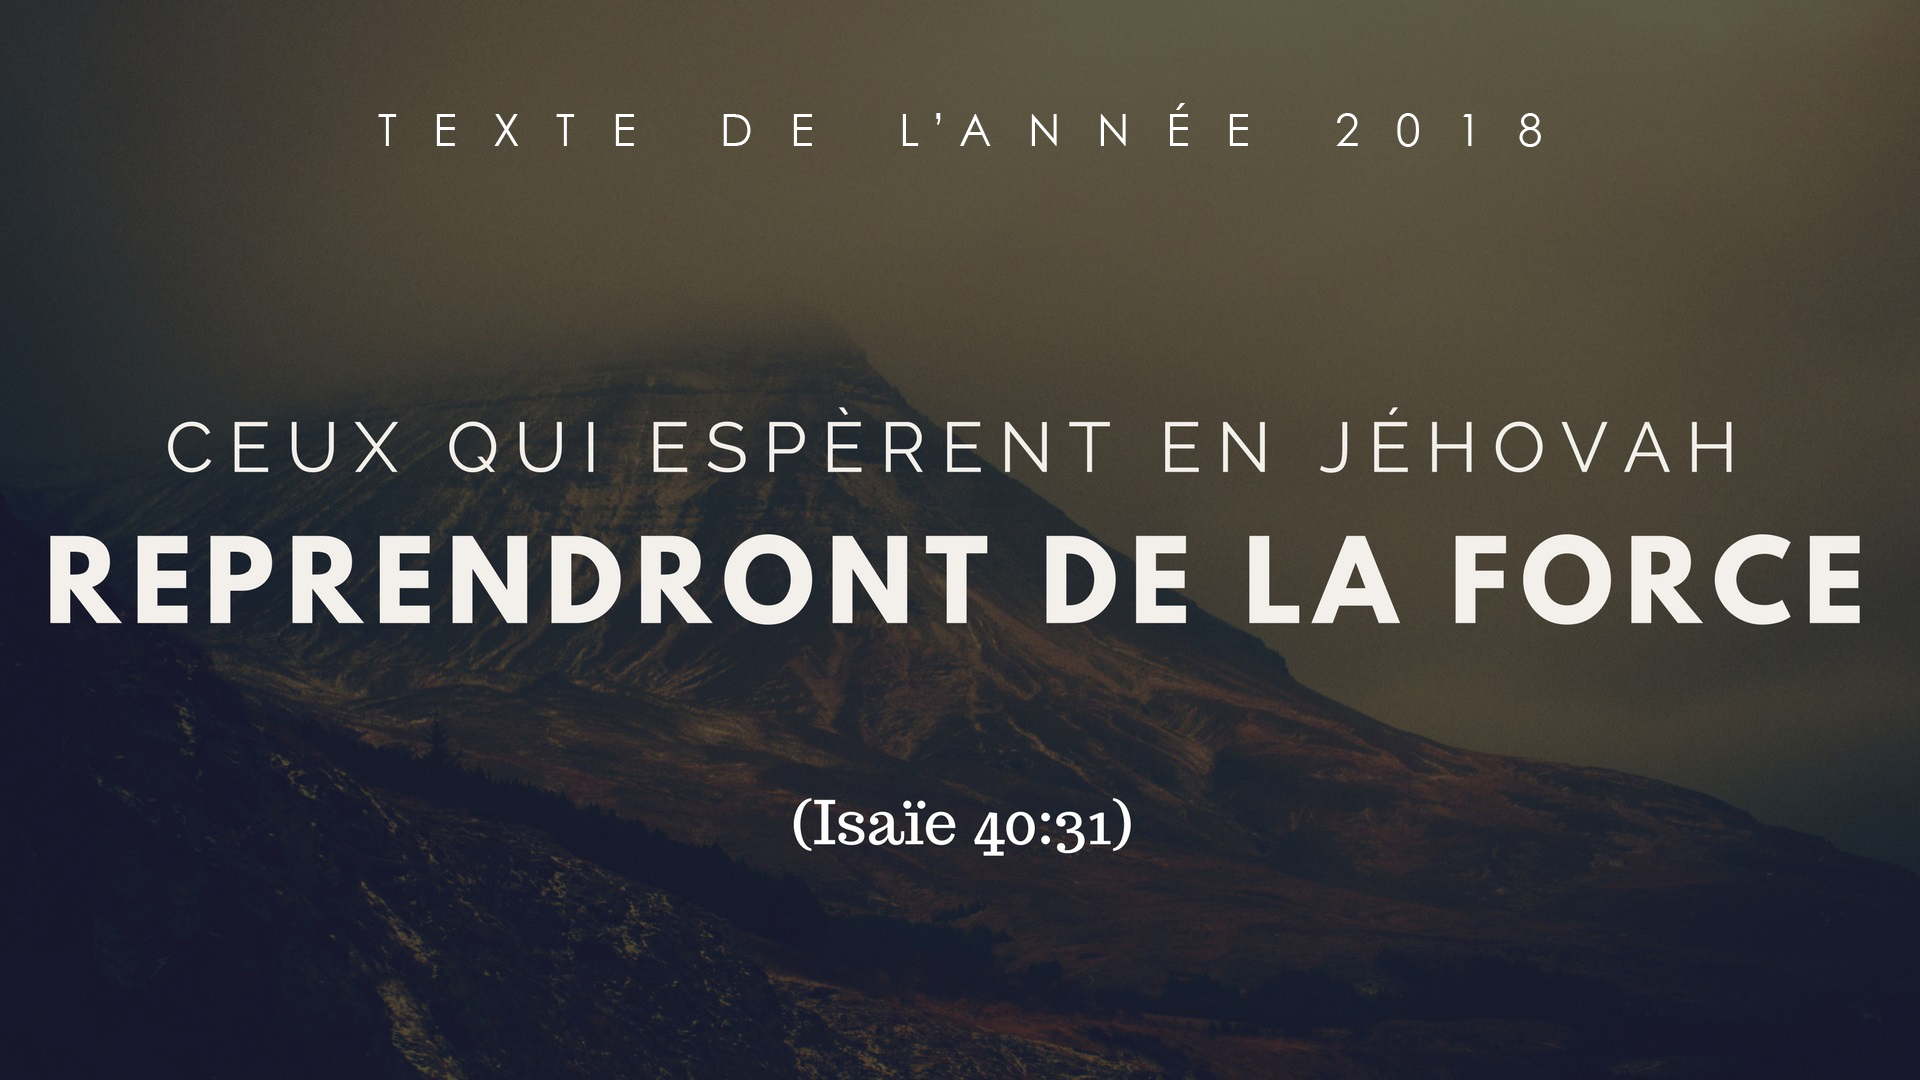 TEXTE DE L’ANNÉE 2018
CEUX QUI ESPÈRENT EN JÉHOVAH
REPRENDRONT DE LA FORCE
(Isaïe 40:31)